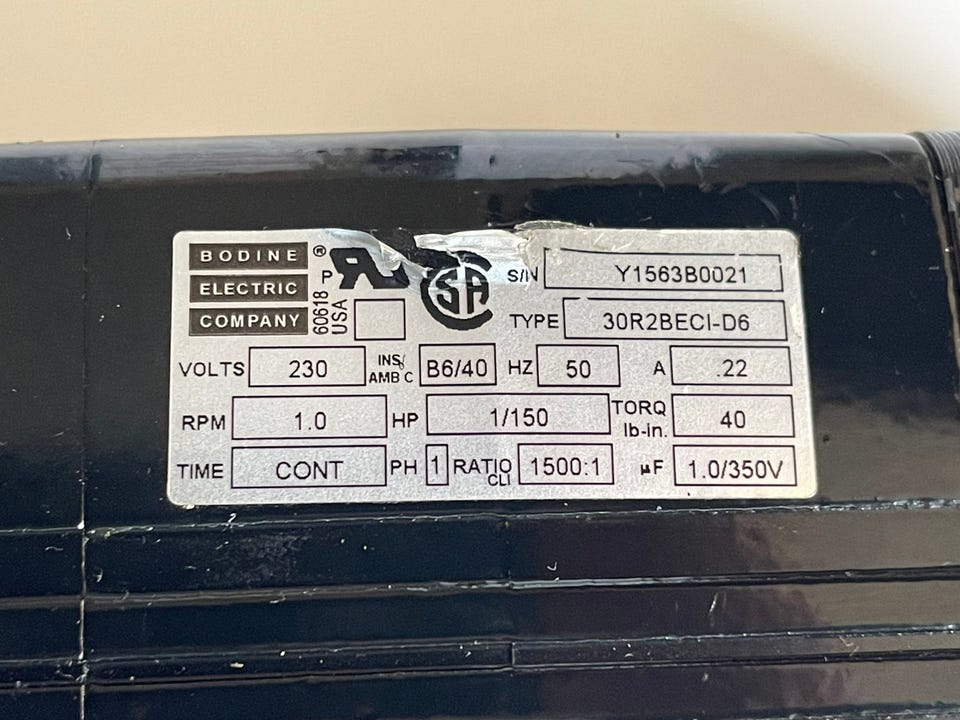 BODINE ®
ELECTRIC
COMPANY
P
60618
USA
SA
S/N Y1563B0021
TYPE 30R2BECI-D6
VOLTS 230 INS/ AMB C B6/40 HZ 50 A .22
RPM 1.0 HP 1/150 TORQ lb-in. 40
TIME CONT PH 1 RATIO CLI 1500:1 µF 1.0/350V